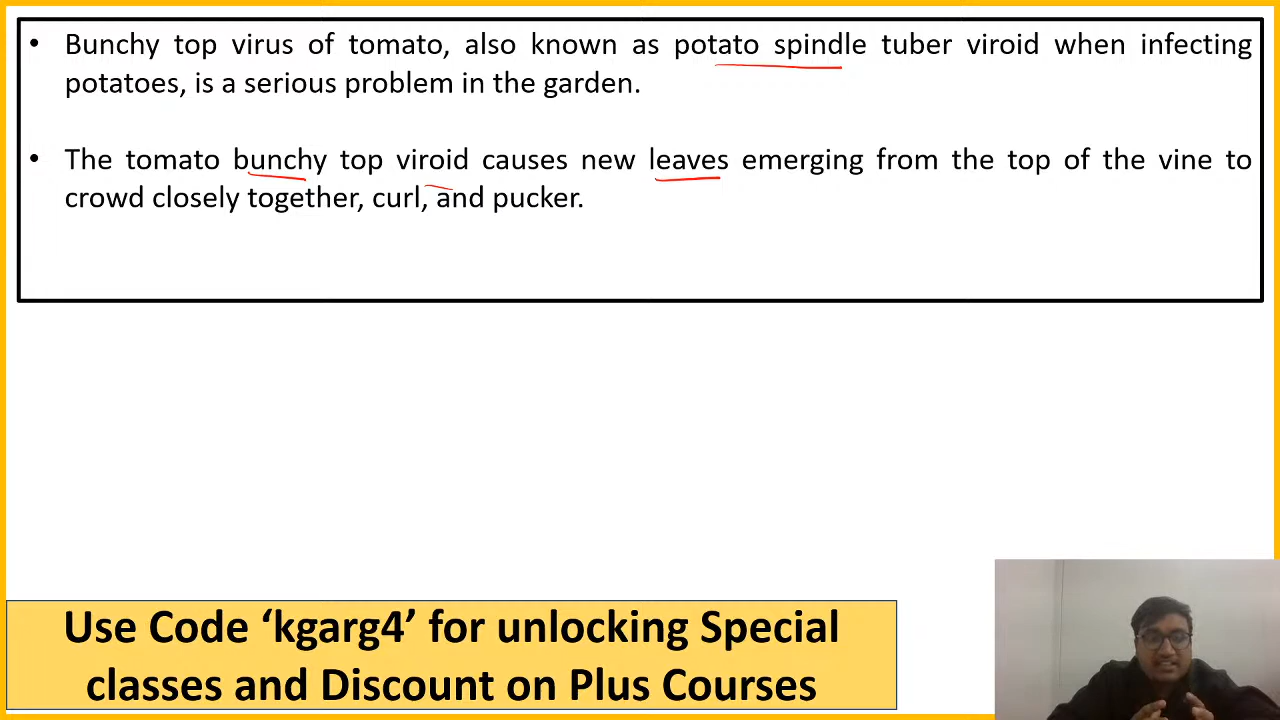 • Bunchy top virus of tomato, also known as potato spindle tuber viroid when infecting
potatoes, is a serious problem in the garden.
• The tomato bunchy top viroid causes new leaves emerging from the top of the vine to
crowd closely together, curl, and pucker.
Use Code ‘kgarg4’ for unlocking Special
classes and Discount on Plus Courses